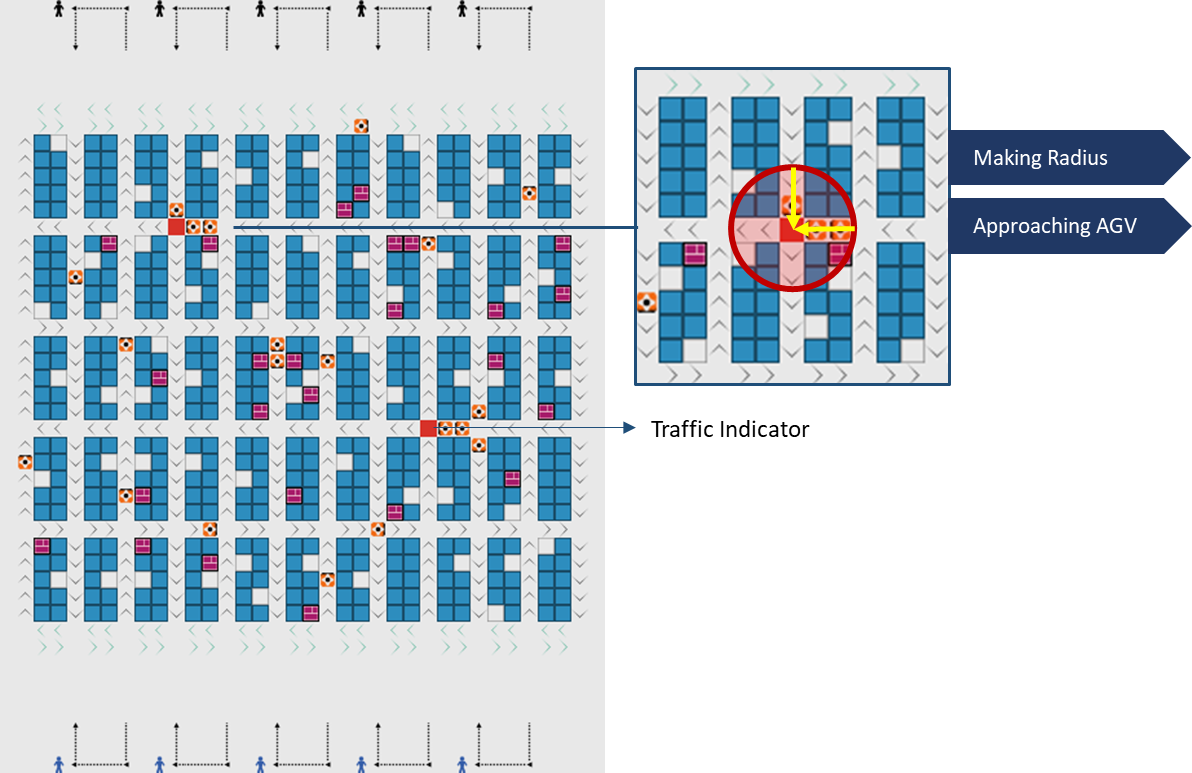 Making Radius
Approaching AGV
Traffic Indicator